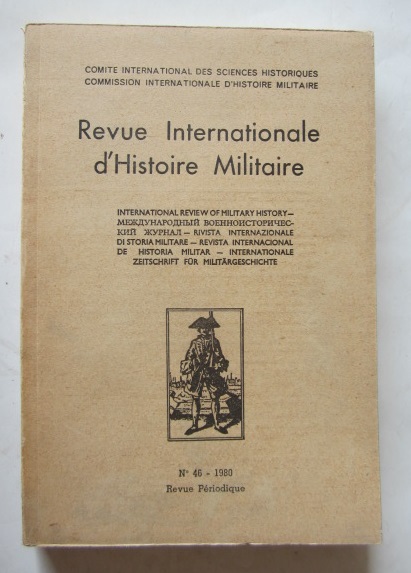 COMITE INTERNATIONAL DES SCIENCES HISTORIQUES
COMMISSION INTERNATIONALE D'HISTOIRE MILITAIRE
Revue Internationale
d'Histoire Militaire
INTERNATIONAL REVIEW OF MILITARY HISTORY —
МЕЖДУНАРОДНЫЙ ВОЕННОИСТОРИЧЕС-
КИЙ ЖУРНАЛ — RIVISTA INTERNAZIONALE
DI STORIA MILITARE — REVISTA INTERNACIONAL
DE HISTORIA MILITAR — INTERNATIONALE
ZEITSCHRIFT FÜR MILITÄRGESCHICHTE
N° 46 - 1980
Revue Périodique